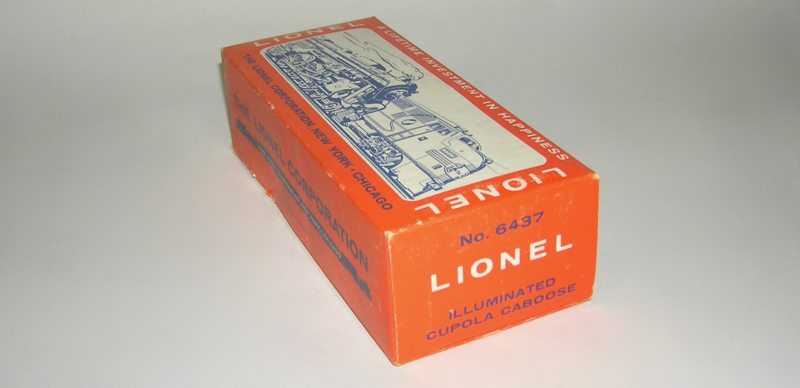 LIONEL
A LIFETIME INVESTMENT IN HAPPINESS
THE LIONEL CORPORATION, NEW YORK • CHICAGO
LIONEL
THE LIONEL CORPORATION
No. 6437
LIONEL
ILLUMINATED
CUPOLA CABOOSE